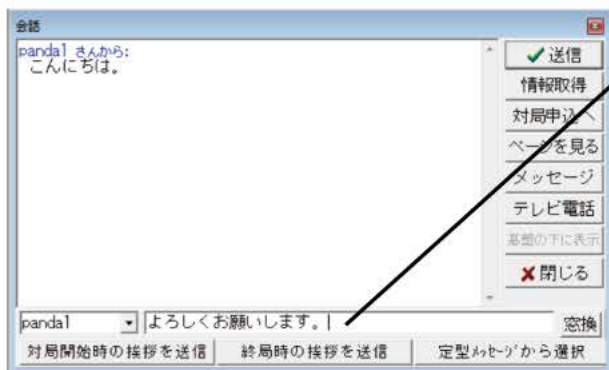 会話
panda1 さんから:
こんにちは。
送信
情報取得
対局申込へ
ページを見る
メッセージ
テレビ電話
碁盤の下に表示
閉じる
panda1
よろしくお願いします。
窓換
対局開始時の挨拶を送信
終局時の挨拶を送信
定型メッセージから選択